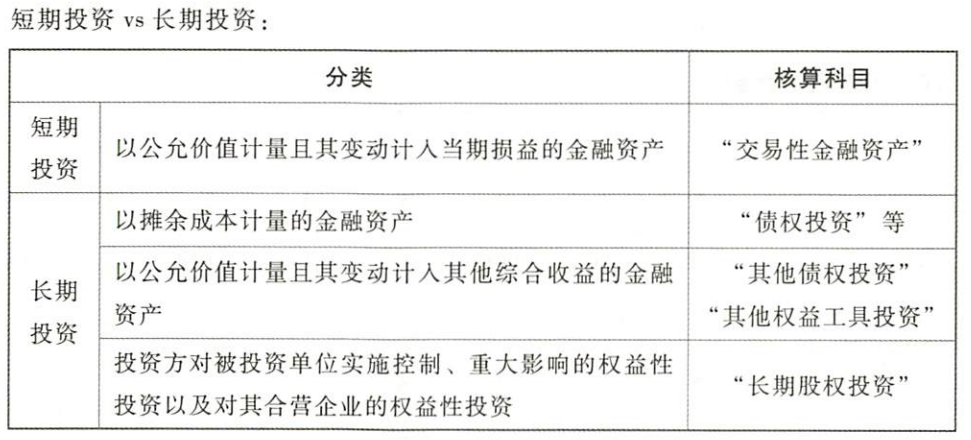 短期投资 vs 长期投资：
分类 核算科目
短期
投资
以公允价值计量且其变动计入当期损益的金融资产
“交易性金融资产”
长期
投资
以摊余成本计量的金融资产
“债权投资” 等
以公允价值计量且其变动计入其他综合收益的金融
资产
“其他债权投资”
“其他权益工具投资”
投资方对被投资单位实施控制、重大影响的权益性
投资以及对其合营企业的权益性投资
“长期股权投资”